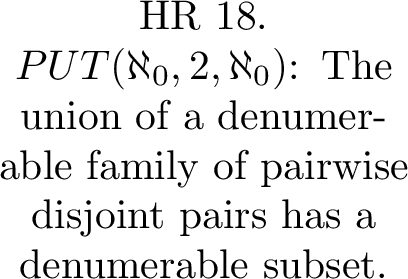 HR 18.
PUT(ℵ₀, 2, ℵ₀): The
union of a denumer-
able family of pairwise
disjoint pairs has a
denumerable subset.